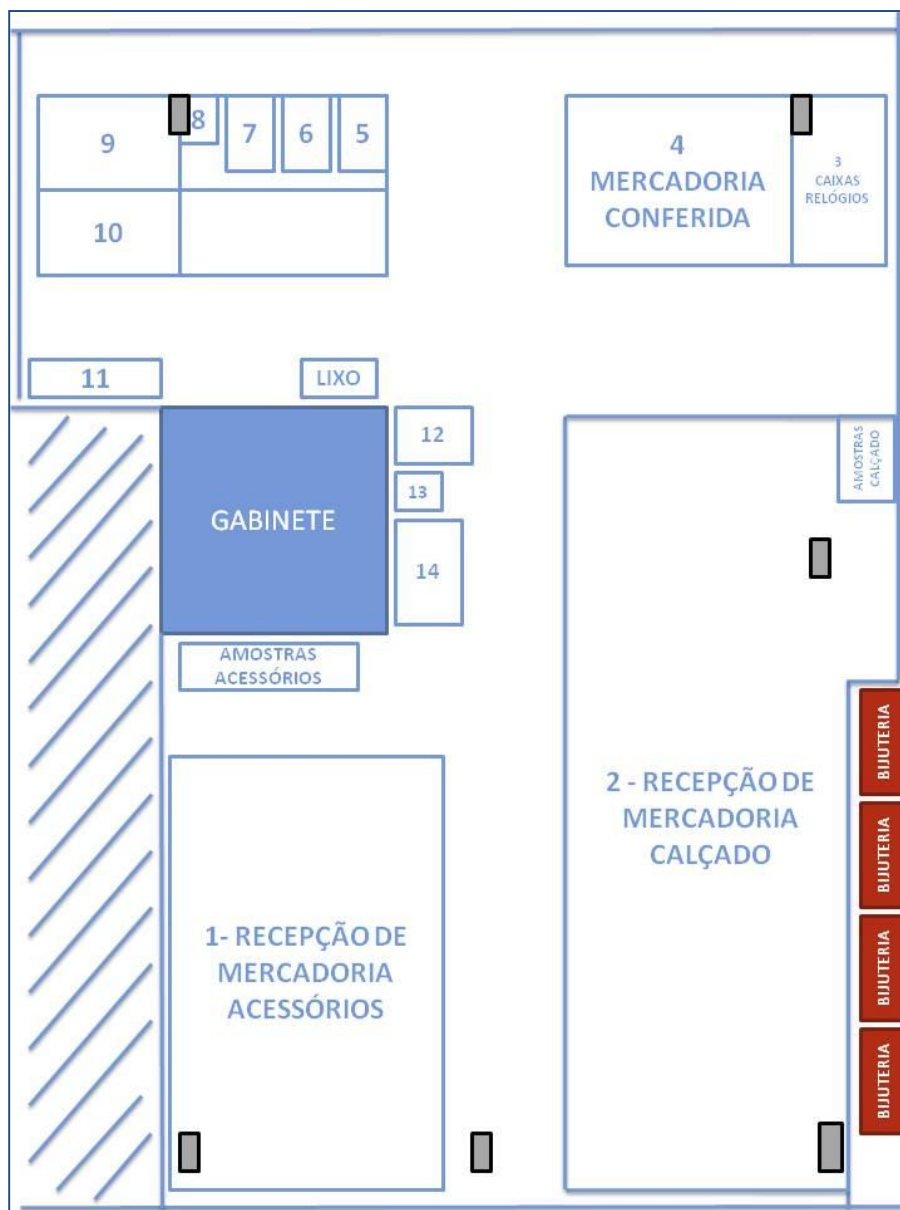 9
8
7
6
5
4
MERCADORIA
CONFERIDA
3
CAIXAS
RELÓGIOS
10
11
LIXO
GABINETE
12
13
14
AMOSTRAS
CALÇADO
AMOSTRAS
ACESSÓRIOS
1- RECEPÇÃO DE
MERCADORIA
ACESSÓRIOS
2 - RECEPÇÃO DE
MERCADORIA
CALÇADO
BIJUTERIA
BIJUTERIA
BIJUTERIA
BIJUTERIA